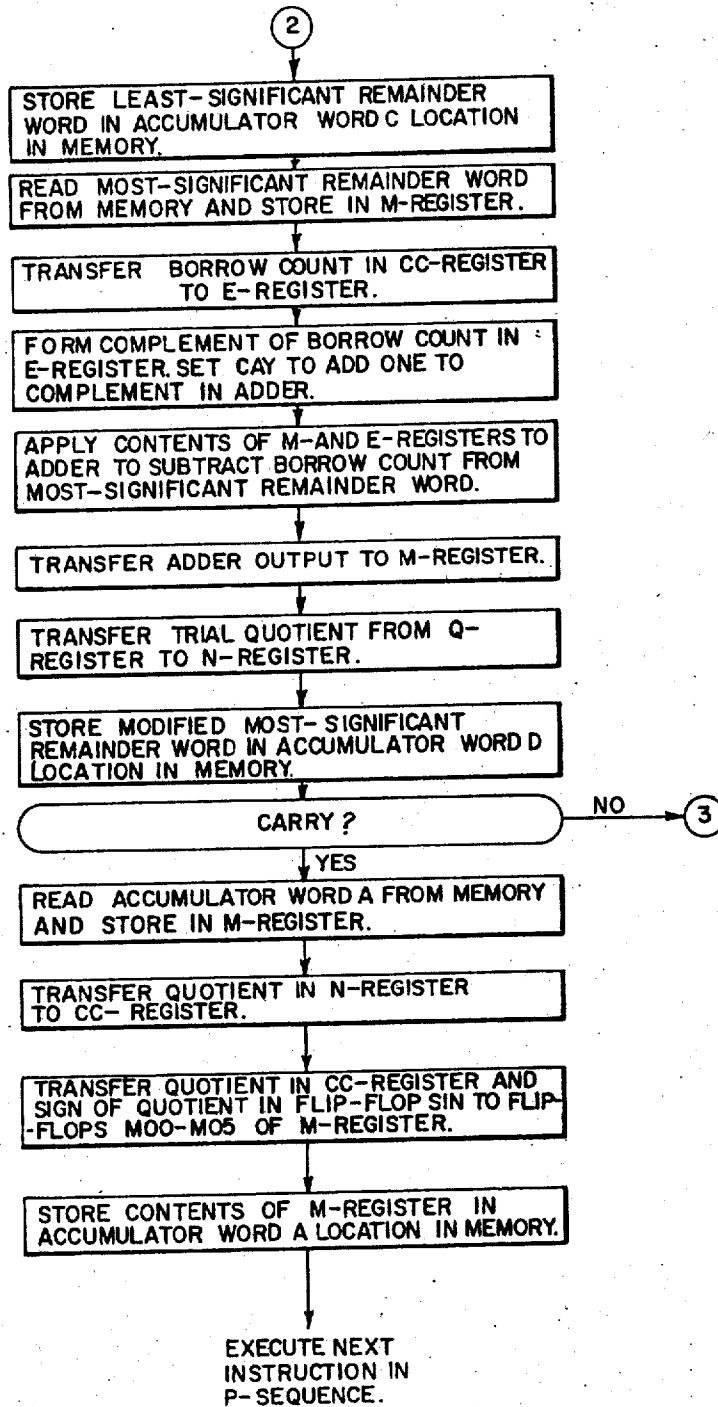 2
STORE LEAST-SIGNIFICANT REMAINDER
WORD IN ACCUMULATOR WORD C LOCATION
IN MEMORY.
READ MOST-SIGNIFICANT REMAINDER WORD
FROM MEMORY AND STORE IN M-REGISTER.
TRANSFER BORROW COUNT IN CC-REGISTER
TO E-REGISTER.
FORM COMPLEMENT OF BORROW COUNT IN
E-REGISTER. SET CAY TO ADD ONE TO
COMPLEMENT IN ADDER.
APPLY CONTENTS OF M-AND E-REGISTERS TO
ADDER TO SUBTRACT BORROW COUNT FROM
MOST-SIGNIFICANT REMAINDER WORD.
TRANSFER ADDER OUTPUT TO M-REGISTER.
TRANSFER TRIAL QUOTIENT FROM Q-
REGISTER TO N-REGISTER.
STORE MODIFIED MOST-SIGNIFICANT
REMAINDER WORD IN ACCUMULATOR WORD D
LOCATION IN MEMORY.
CARRY?
NO
3
YES
READ ACCUMULATOR WORD A FROM MEMORY
AND STORE IN M-REGISTER.
TRANSFER QUOTIENT IN N-REGISTER
TO CC-REGISTER.
TRANSFER QUOTIENT IN CC-REGISTER AND
SIGN OF QUOTIENT IN FLIP-FLOP SIN TO FLIP-
-FLOPS M00-M05 OF M-REGISTER.
STORE CONTENTS OF M-REGISTER IN
ACCUMULATOR WORD A LOCATION IN MEMORY.
EXECUTE NEXT
INSTRUCTION IN
P-SEQUENCE.